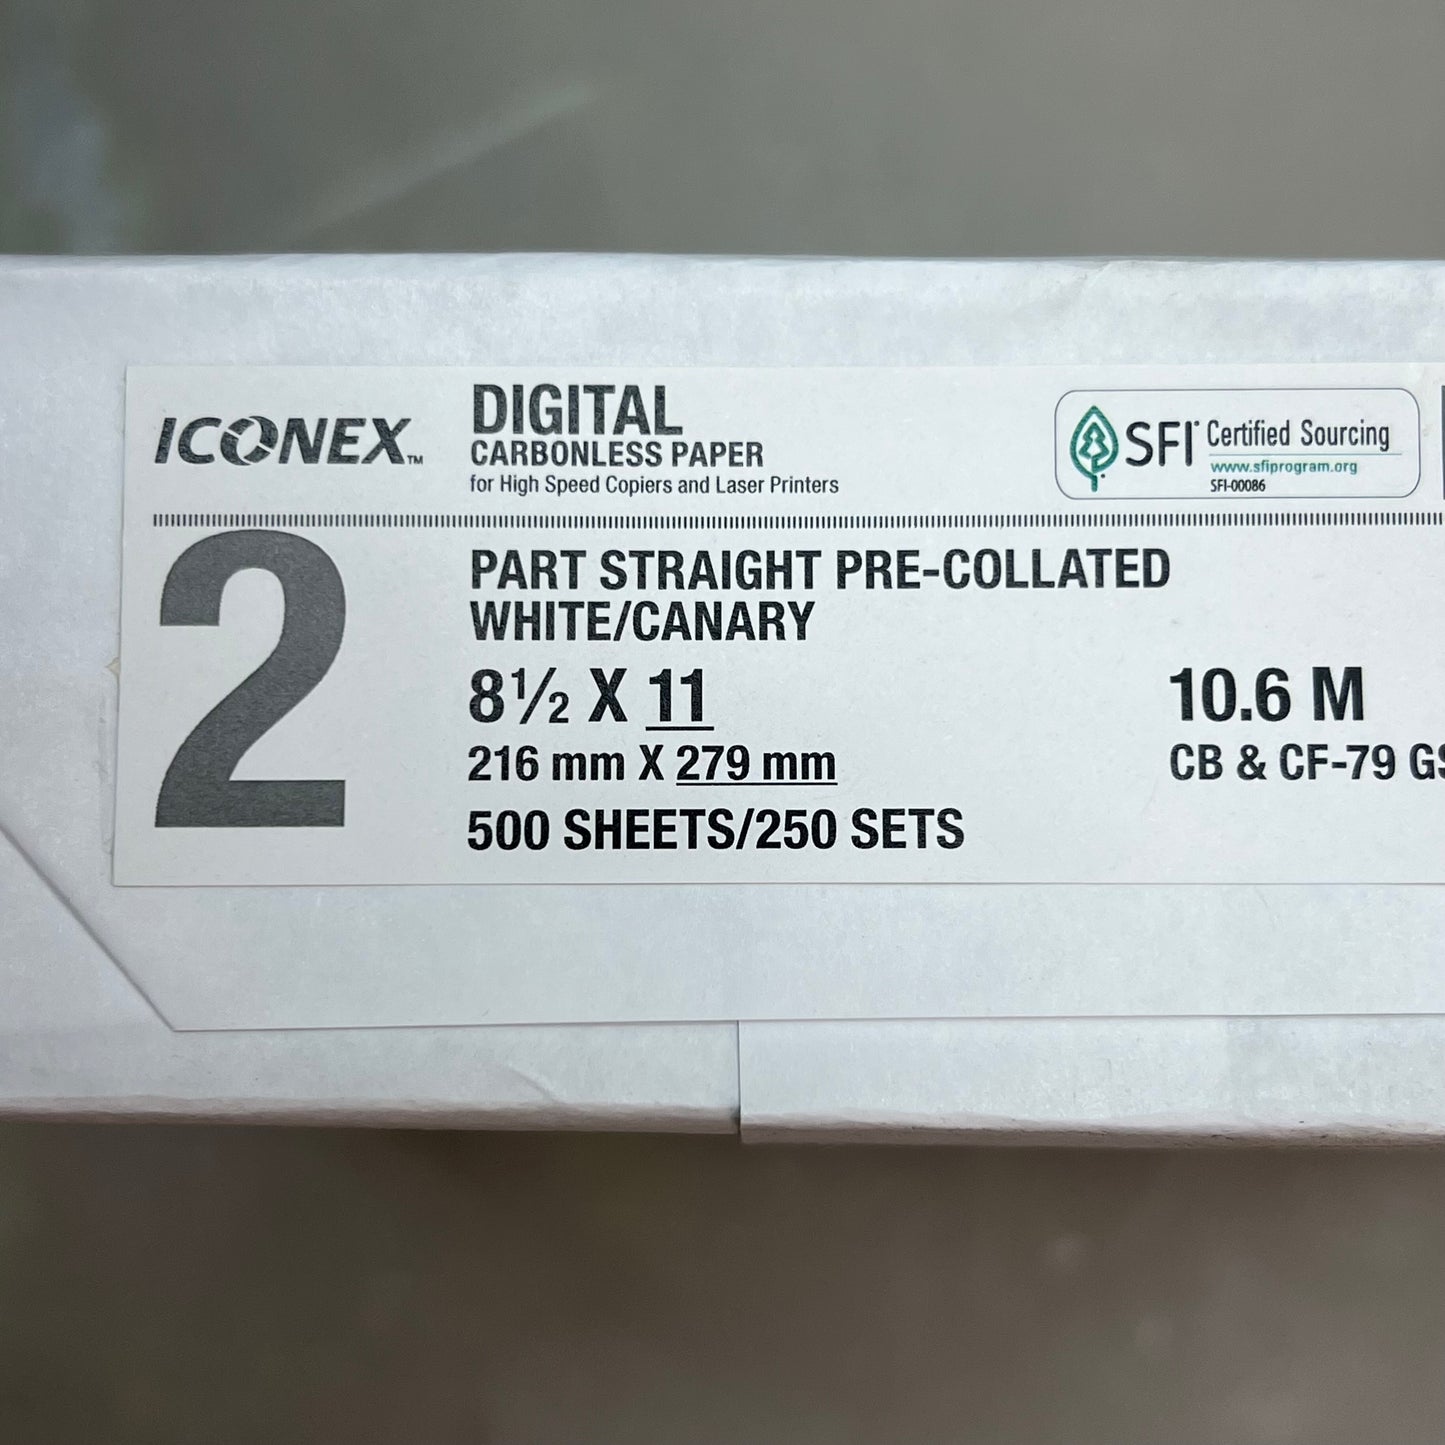 ICONEX™
DIGITAL
CARBONLESS PAPER
for High Speed Copiers and Laser Printers
SFI® Certified Sourcing
www.sfiprogram.org
SFI-00086
2
PART STRAIGHT PRE-COLLATED
WHITE/CANARY
8½ X 11
10.6 M
216 mm X 279 mm
CB & CF-79
500 SHEETS/250 SETS